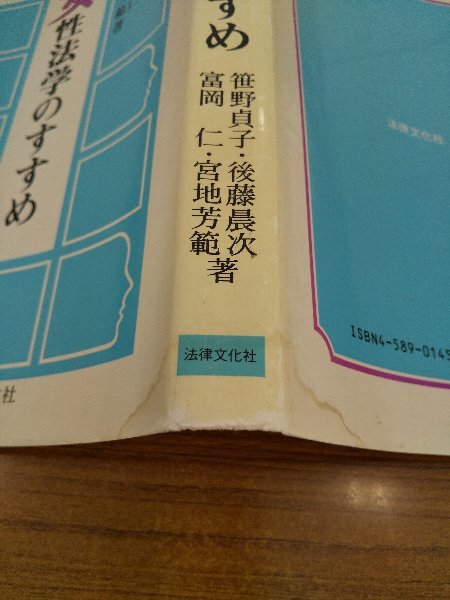 女性法学のすすめ
すすめ
笹野貞子・後藤晨次
富岡 仁・宮地芳範著
法律文化社
法律文化社
ISBN4-589-0145
社